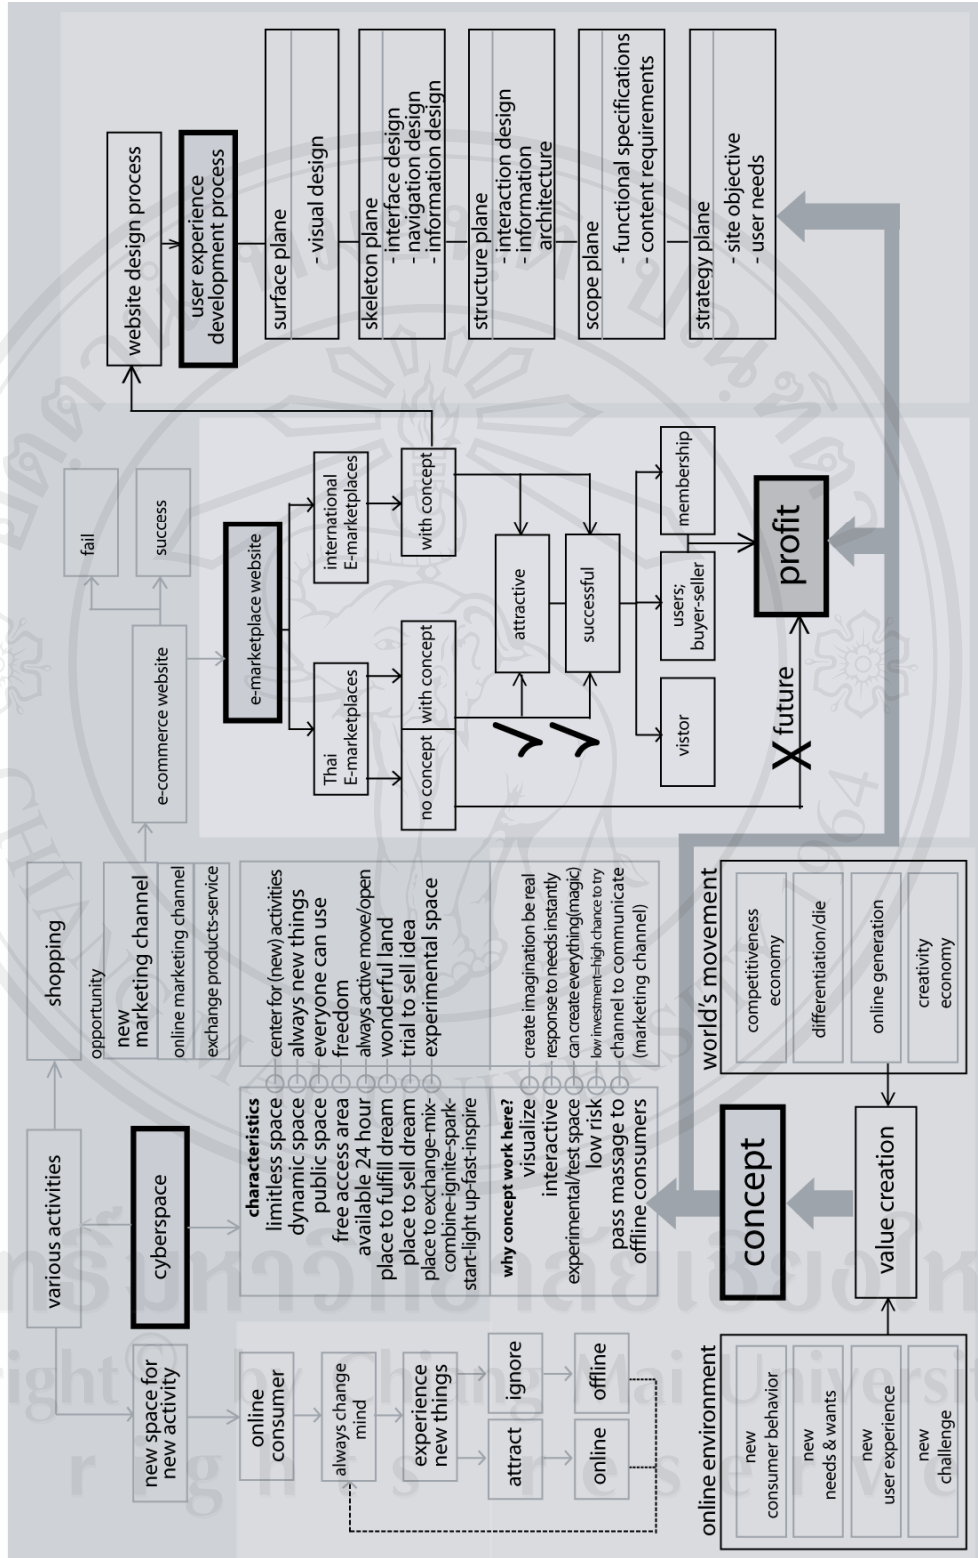 various activities
shopping
new space for
new activity
cyberspace
opportunity
new
marketing channel
online marketing channel
exchange products-service
e-commerce website
fail
success
online
consumer
always change
mind
experience
new things
attract
ignore
online
offline
characteristics
limitless space
center for (new) activities
dynamic space
always new things
public space
everyone can use
free access area
freedom
available 24 hour
always active move/open
place to fulfill dream
wonderful land
place to sell dream
trial to sell idea
place to exchange-mix-
combine-ignite-spark-
start-light up-fast-inspire
experimental space
why concept work here?
visualize
create imagination be real
interactive
response to needs instantly
experimental/test space
can create everything(magic)
low risk
low investment=high chance to try
pass massage to
offline consumers
channel to communicate
(marketing channel)
e-marketplace website
Thai
E-marketplaces
international
E-marketplaces
no concept
with concept
with concept
attractive
successful
vistor
users;
buyer-seller
membership
X future
profit
website design process
user experience
development process
surface plane
- visual design
skeleton plane
- interface design
- navigation design
- information design
structure plane
- interaction design
- information
architecture
scope plane
- functional specifications
- content requirements
strategy plane
- site objective
- user needs
concept
value creation
online environment
new
consumer behavior
new
needs & wants
new
user experience
new
challenge
world's movement
competitiveness
economy
differentiation/die
online generation
creativity
economy
1964
right © by Chiang Mai Universi
rights reserve